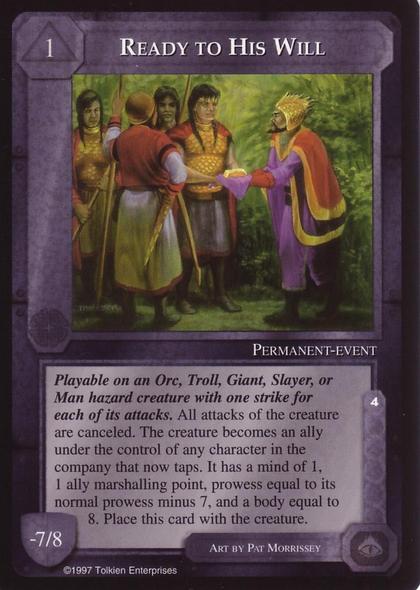 1
READY TO HIS WILL
PERMANENT-EVENT
Playable on an Orc, Troll, Giant, Slayer, or
Man hazard creature with one strike for
each of its attacks. All attacks of the creature
are canceled. The creature becomes an ally
under the control of any character in the
company that now taps. It has a mind of 1,
1 ally marshalling point, prowess equal to its
normal prowess minus 7, and a body equal to
8. Place this card with the creature.
4
-7/8
ART BY PAT MORRISSEY
©1997 Tolkien Enterprises